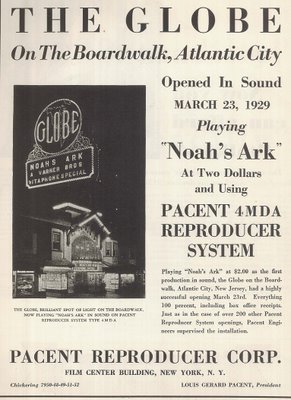 THE GLOBE
On The Boardwalk, Atlantic City
Opened In Sound
MARCH 23, 1929
Playing
"Noah's Ark"
At Two Dollars
and Using
PACENT 4MDA
REPRODUCER
SYSTEM
GLOBE
NOAH'S ARK
A WARNER BROS
VITAPHONE SPECIAL
THE GLOBE, BRILLIANT SPOT OF LIGHT ON THE BOARDWALK,
NOW PLAYING "NOAH'S ARK" IN SOUND ON PACENT
REPRODUCER SYSTEM TYPE 4MDA
Playing "Noah's Ark" at $2.00 as the first
production in sound, the Globe on the Board-
walk, Atlantic City, New Jersey, had a highly
successful opening March 23rd. Everything
100 percent, including box office receipts.
Just as in the case of over 200 other Pacent
Reproducer System openings, Pacent Engi-
neers supervised the installation.
PACENT REPRODUCER CORP.
FILM CENTER BUILDING, NEW YORK, N. Y.
Chickering 7950-48-49-51-52
LOUIS GERARD PACENT, President